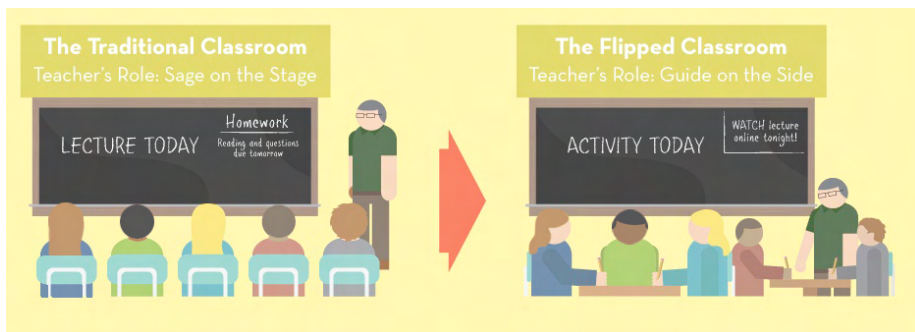 The Traditional Classroom
Teacher's Role: Sage on the Stage
LECTURE TODAY
Homework
Reading and questions
due tomorrow
The Flipped Classroom
Teacher's Role: Guide on the Side
ACTIVITY TODAY
WATCH lecture
online tonight!